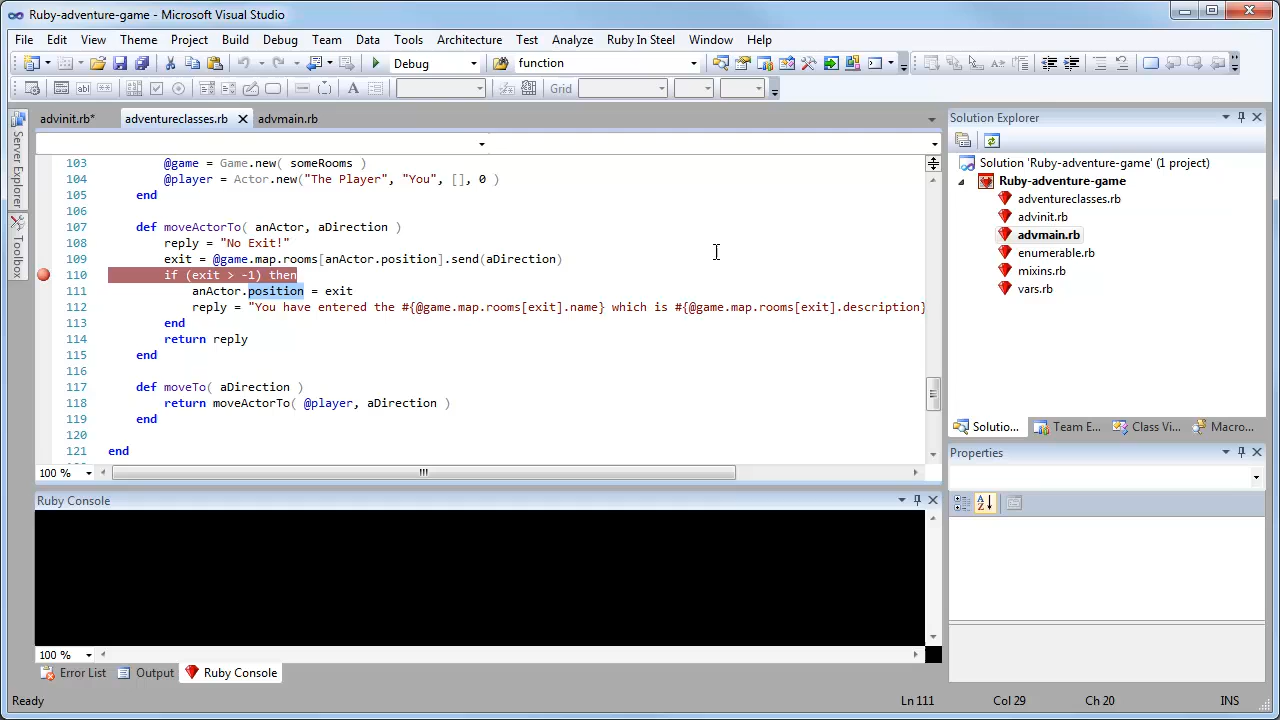 Ruby-adventure-game - Microsoft Visual Studio
File Edit View Theme Project Build Debug Team Data Tools Architecture Test Analyze Ruby In Steel Window Help
Debug function
Grid
advinit.rb* adventureclasses.rb advmain.rb
Server Explorer
Toolbox
103 @game = Game.new( someRooms )
104 @player = Actor.new("The Player", "You", [], 0 )
105 end
106
107 def moveActorTo( anActor, aDirection )
108 reply = "No Exit!"
109 exit = @game.map.rooms[anActor.position].send(aDirection)
110 if (exit > -1) then
111 anActor.position = exit
112 reply = "You have entered the #{@game.map.rooms[exit].name} which is #{@game.map.rooms[exit].description}
113 end
114 return reply
115 end
116
117 def moveTo( aDirection )
118 return moveActorTo( @player, aDirection )
119 end
120
121 end
100 %
Ruby Console
100 %
Error List Output Ruby Console
Solution Explorer
Solution 'Ruby-adventure-game' (1 project)
Ruby-adventure-game
adventureclasses.rb
advinit.rb
advmain.rb
enumerable.rb
mixins.rb
vars.rb
Solutio... Team E... Class Vi... Macro...
Properties
Ready Ln 111 Col 29 Ch 20 INS